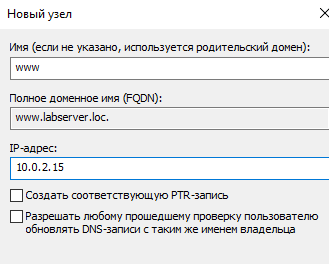 Новый узел
Имя (если не указано, используется родительский домен):
www
Полное доменное имя (FQDN):
www.labserver.loc.
IP-адрес:
10.0.2.15
Создать соответствующую PTR-запись
Разрешать любому прошедшему проверку пользователю
обновлять DNS-записи с таким же именем владельца